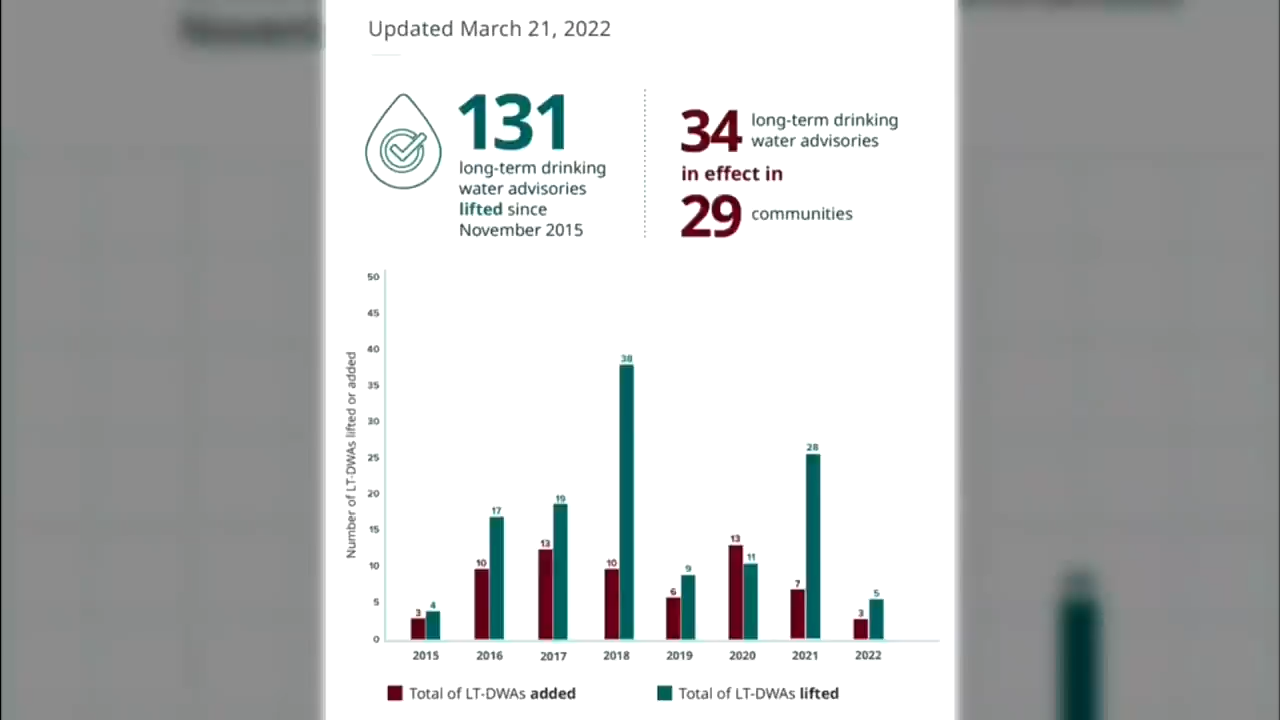 Updated March 21, 2022
131
long-term drinking
water advisories
lifted since
November 2015
34 long-term drinking
water advisories
in effect in
29 communities
Number of LT-DWAs lifted or added
50
45
40
35
30
25
20
15
10
5
0
3 4
10 17
13 19
10 38
6 9
13 11
7 28
3 5
2015 2016 2017 2018 2019 2020 2021 2022
Total of LT-DWAs added Total of LT-DWAs lifted